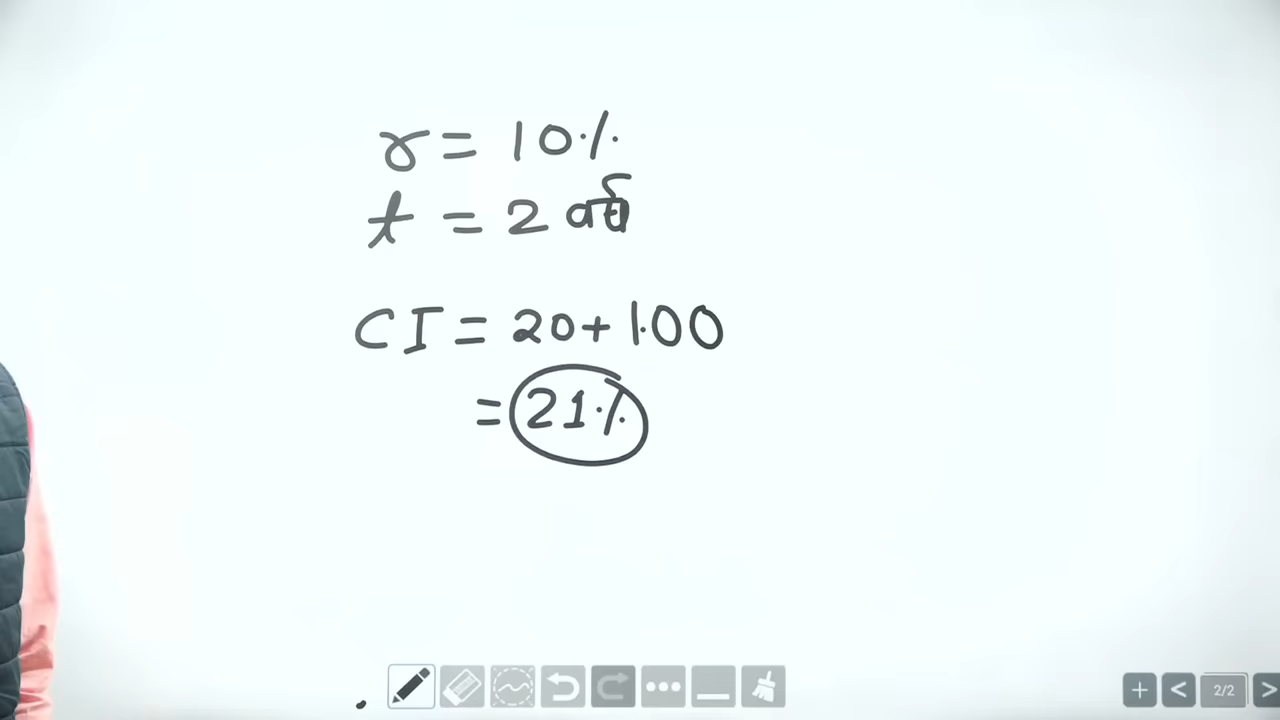 r = 10%
t = 2 वर्ष
CI = 20 + 1.00
= 21%
2/2